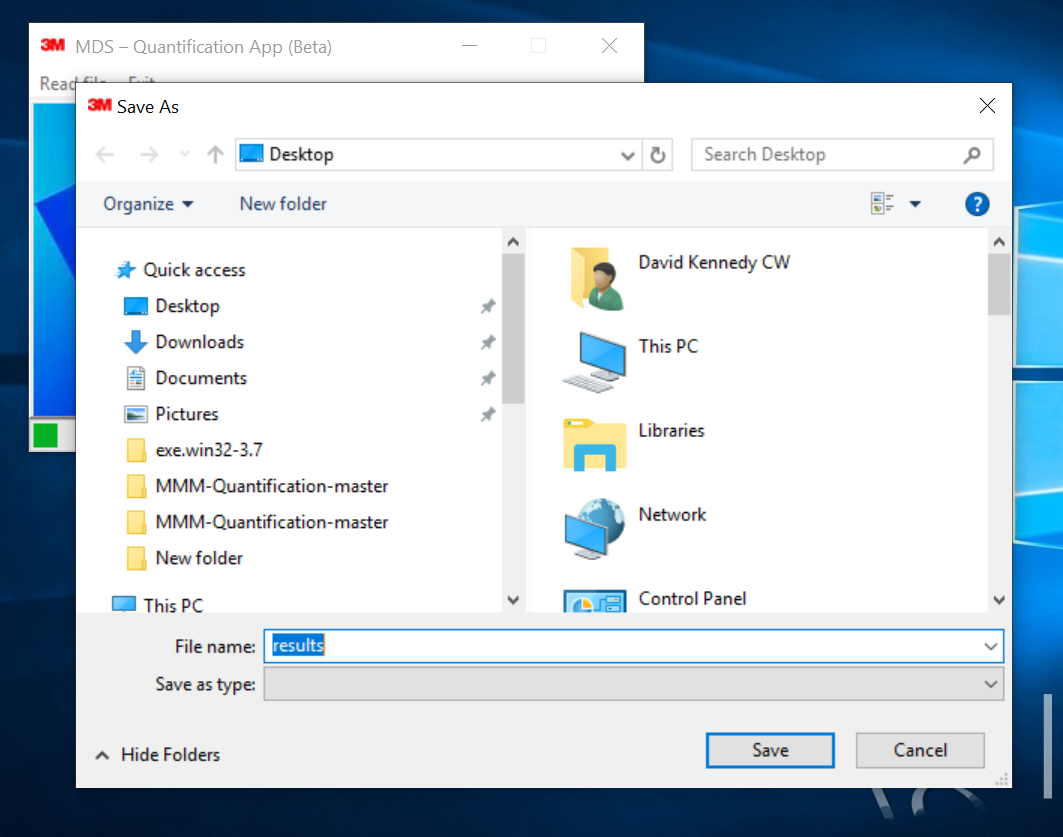 3M MDS – Quantification App (Beta)
Read file Exit
3M Save As
Desktop
Search Desktop
Organize
New folder
?
Quick access
Desktop
Downloads
Documents
Pictures
exe.win32-3.7
MMM-Quantification-master
MMM-Quantification-master
New folder
This PC
David Kennedy CW
This PC
Libraries
Network
Control Panel
File name: results
Save as type:
Hide Folders
Save
Cancel